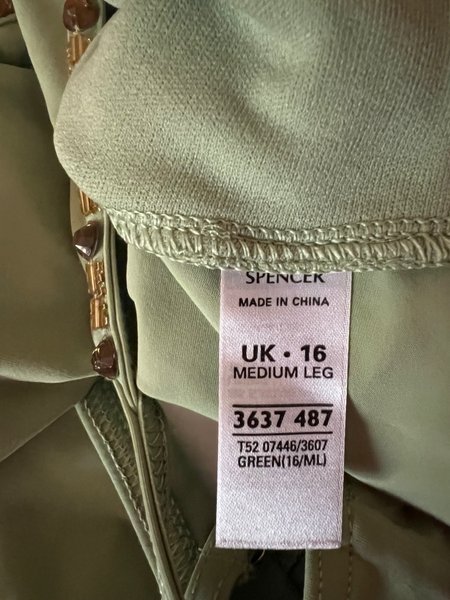 SPENCER
MADE IN CHINA
UK • 16
MEDIUM LEG
3637 487
T52 07446/3607
GREEN(16/ML)